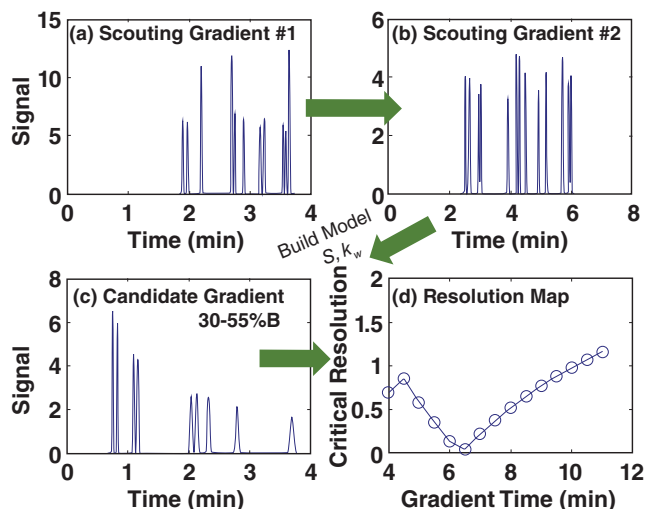 (a) Scouting Gradient #1
15
10
5
0
Signal
0 1 2 3 4
Time (min)
(b) Scouting Gradient #2
6
4
2
0
0 2 4 6 8
Time (min)
Build Model
S, kw
(c) Candidate Gradient
30-55%B
8
6
4
2
0
Signal
0 1 2 3 4
Time (min)
(d) Resolution Map
2
1.5
1
0.5
0
Critical Resolution
4 6 8 10 12
Gradient Time (min)